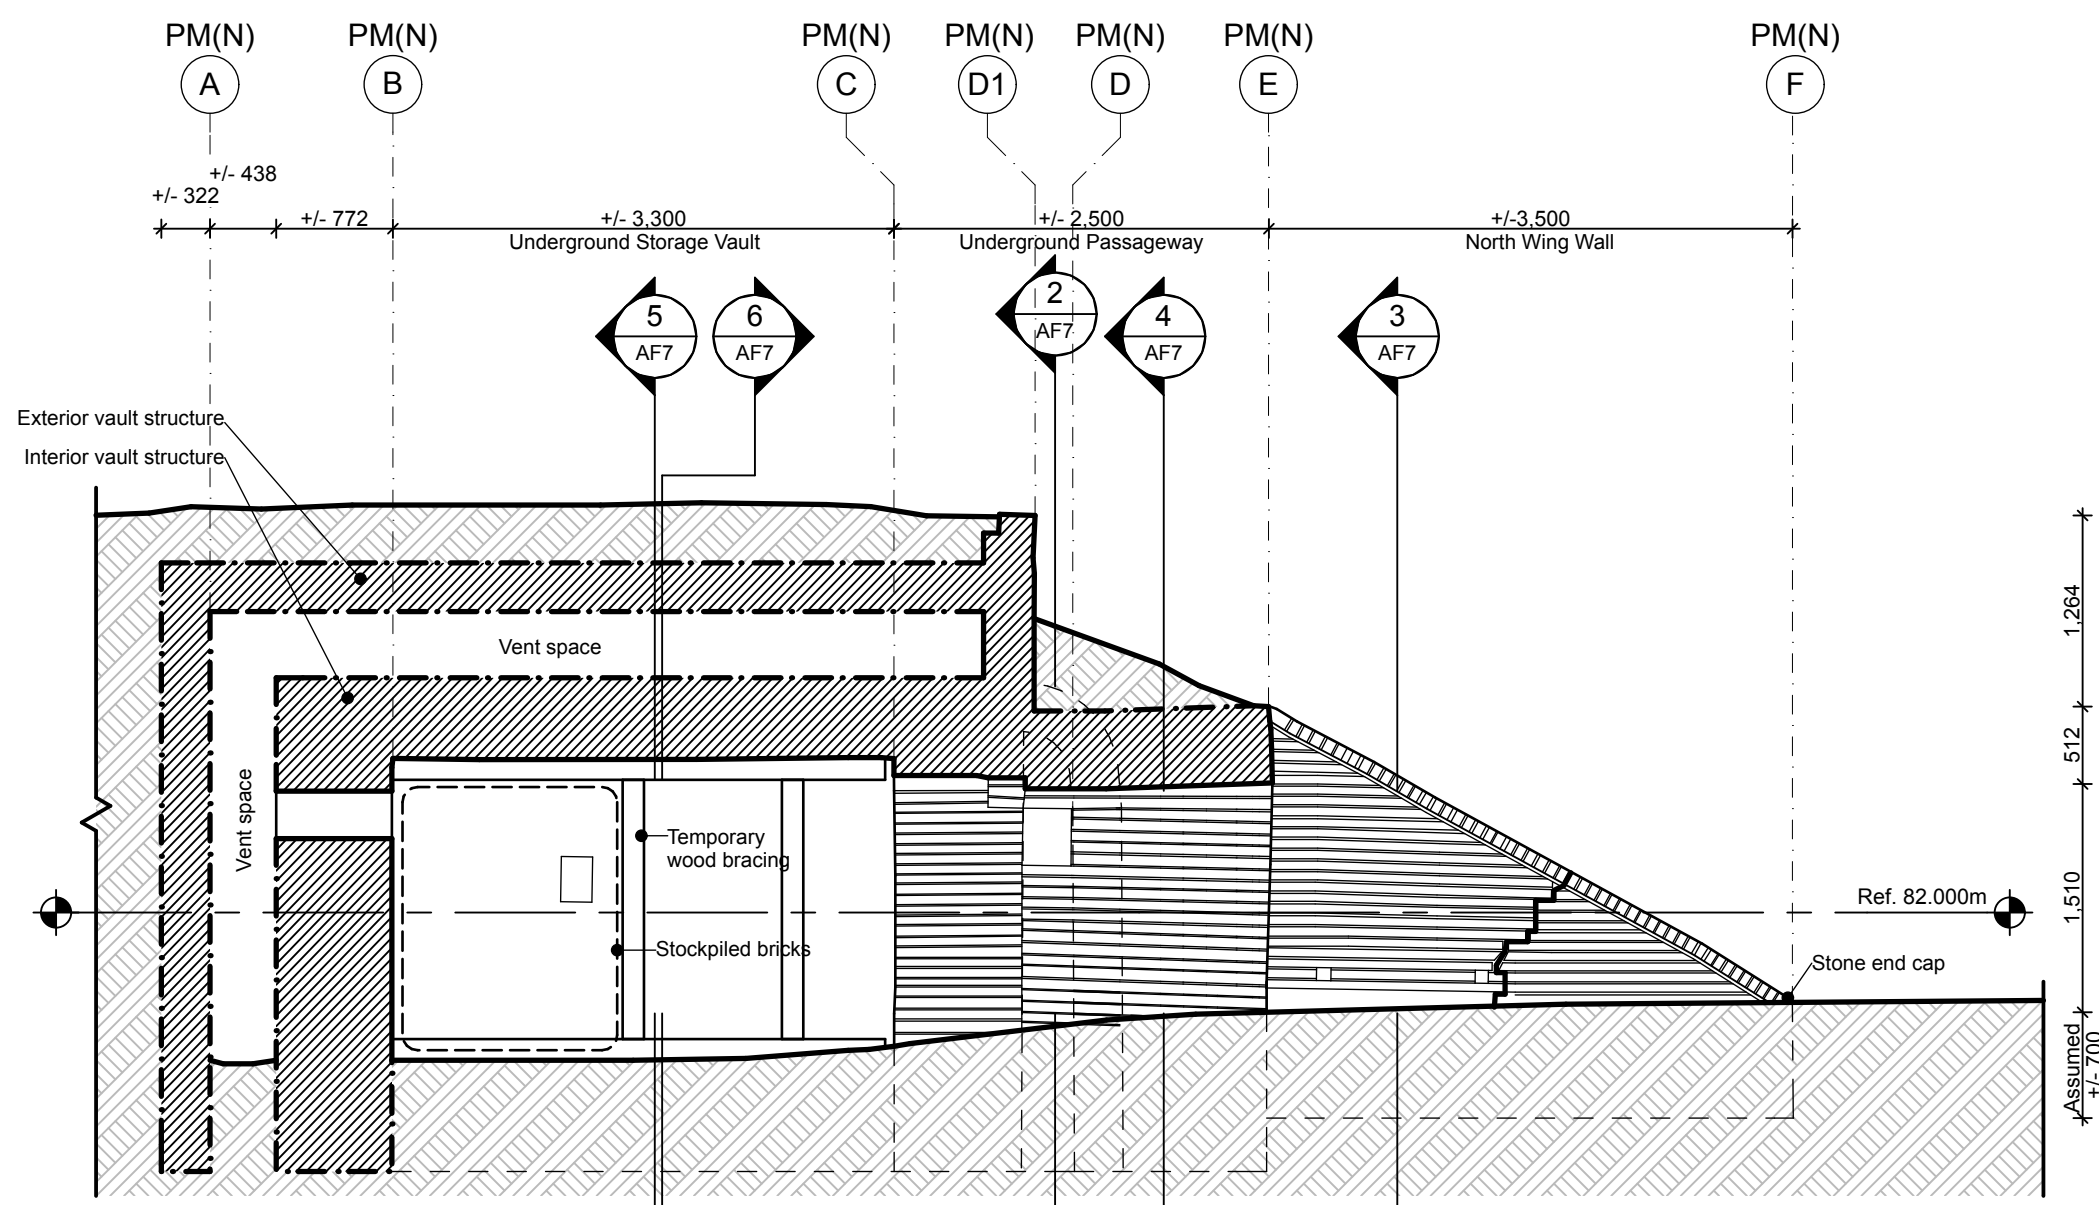 PM(N) PM(N) PM(N) PM(N) PM(N) PM(N) PM(N)
A B C D1 D E F
+/- 438
+/- 322
+/- 772 +/- 3,300 +/- 2,500 +/-3,500
Underground Storage Vault Underground Passageway North Wing Wall
2
AF7
5 6 4 3
AF7 AF7 AF7 AF7
Exterior vault structure
Interior vault structure
Vent space
Vent space
Temporary
wood bracing
Stockpiled bricks
Ref. 82.000m
Stone end cap
1,264
512
1,510
Assumed
+/- 700